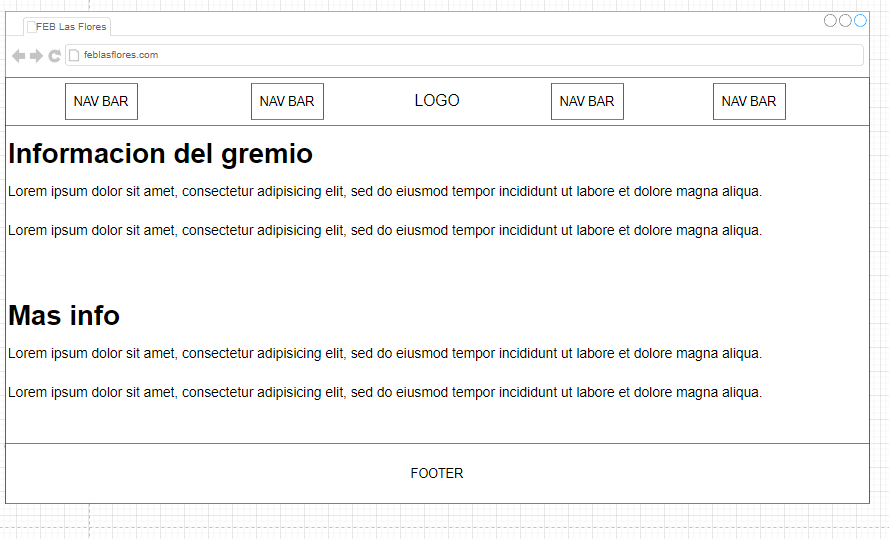 FEB Las Flores
feblasflores.com
NAV BAR NAV BAR LOGO NAV BAR NAV BAR
Informacion del gremio
Lorem ipsum dolor sit amet, consectetur adipisicing elit, sed do eiusmod tempor incididunt ut labore et dolore magna aliqua.
Lorem ipsum dolor sit amet, consectetur adipisicing elit, sed do eiusmod tempor incididunt ut labore et dolore magna aliqua.
Mas info
Lorem ipsum dolor sit amet, consectetur adipisicing elit, sed do eiusmod tempor incididunt ut labore et dolore magna aliqua.
Lorem ipsum dolor sit amet, consectetur adipisicing elit, sed do eiusmod tempor incididunt ut labore et dolore magna aliqua.
FOOTER